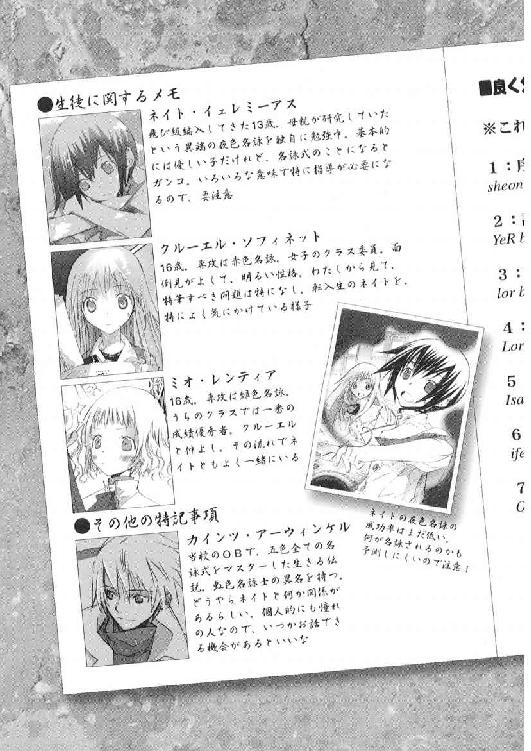 ●生徒に関するメモ
ネイト・イェレミーアス
飛び級編入してきた13歳。母親が研究していた
という異端の夜色名詠を独自に勉強中。基本的
には優しい子だけれど、名詠式のことになると
ガンコ。いろいろな意味で特に指導が必要にな
るので、要注意
クルーエル・ソフィネット
16歳。専攻は赤色名詠。女子のクラス委員。面
倒見がよくて、明るい性格。わたしから見て、
特筆すべき問題は特になし。転入生のネイトを、
特によく気にかけている様子
ミオ・レンティア
16歳。専攻は緑色名詠。
うちのクラスでは一番の
成績優秀者。クルーエル
と仲よし。その流れでネ
イトともよく一緒にいる
ネイトの夜色名詠の
成功率はまだ低い。
何が名詠されるのかも
予測しにくいので注意！
●その他の特記事項
カインツ・アーウィンケル
当校のOBで、五色全ての名
詠式をマスターした生きる伝
説。虹色名詠士の異名を持つ。
どうやらネイトと何か関係が
あるらしい。個人的にも憧れ
の人なので、いつかお話でき
る機会があるといいな
■良く
※これ
1：
sheon
2：
YeR
3：
lor
4：
Lor
5
Isa
6
ife
7